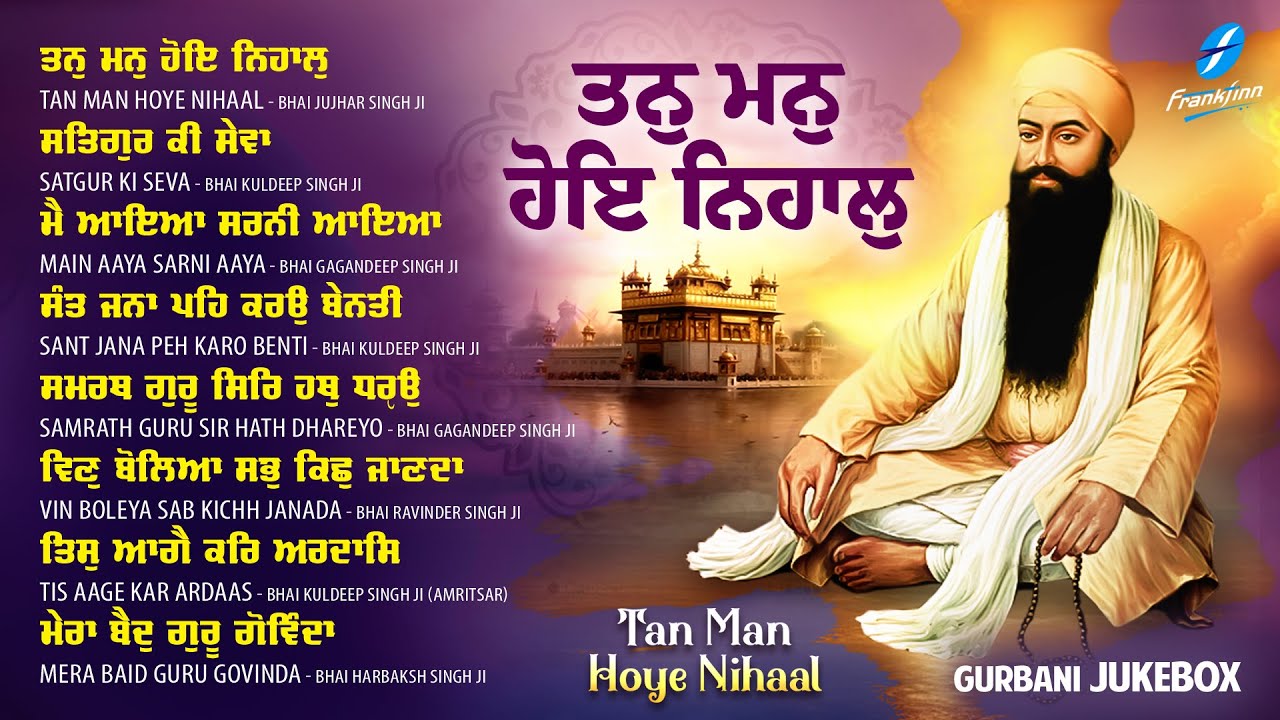 ਤਨੁ ਮਨੁ ਹੋਇ ਨਿਹਾਲੁ
TAN MAN HOYE NIHAAL - BHAI JUJHAR SINGH JI
ਸਤਿਗੁਰ ਕੀ ਸੇਵਾ
SATGUR KI SEVA - BHAI KULDEEP SINGH JI
ਮੈ ਆਇਆ ਸਰਨੀ ਆਇਆ
MAIN AAYA SARNI AAYA - BHAI GAGANDEEP SINGH JI
ਸੰਤ ਜਨਾ ਪਹਿ ਕਰਉ ਬੇਨਤੀ
SANT JANA PEH KARO BENTI - BHAI KULDEEP SINGH JI
ਸਮਰਥ ਗੁਰੂ ਸਿਰਿ ਹਥੁ ਧਰੵਉ
SAMRATH GURU SIR HATH DHAREYO - BHAI GAGANDEEP SINGH JI
ਵਿਣੁ ਬੋਲਿਆ ਸਭੁ ਕਿਛੁ ਜਾਣਦਾ
VIN BOLEYA SAB KICHH JANADA - BHAI RAVINDER SINGH JI
ਤਿਸੁ ਆਗੈ ਕਰਿ ਅਰਦਾਸਿ
TIS AAGE KAR ARDAAS - BHAI KULDEEP SINGH JI (AMRITSAR)
ਮੇਰਾ ਬੈਦੁ ਗੁਰੂ ਗੋਵਿੰਦਾ
MERA BAID GURU GOVINDA - BHAI HARBAKSH SINGH JI
ਤਨੁ ਮਨੁ
ਹੋਇ ਨਿਹਾਲੁ
Frankfinn
Tan Man
Hoye Nihaal
GURBANI JUKEBOX